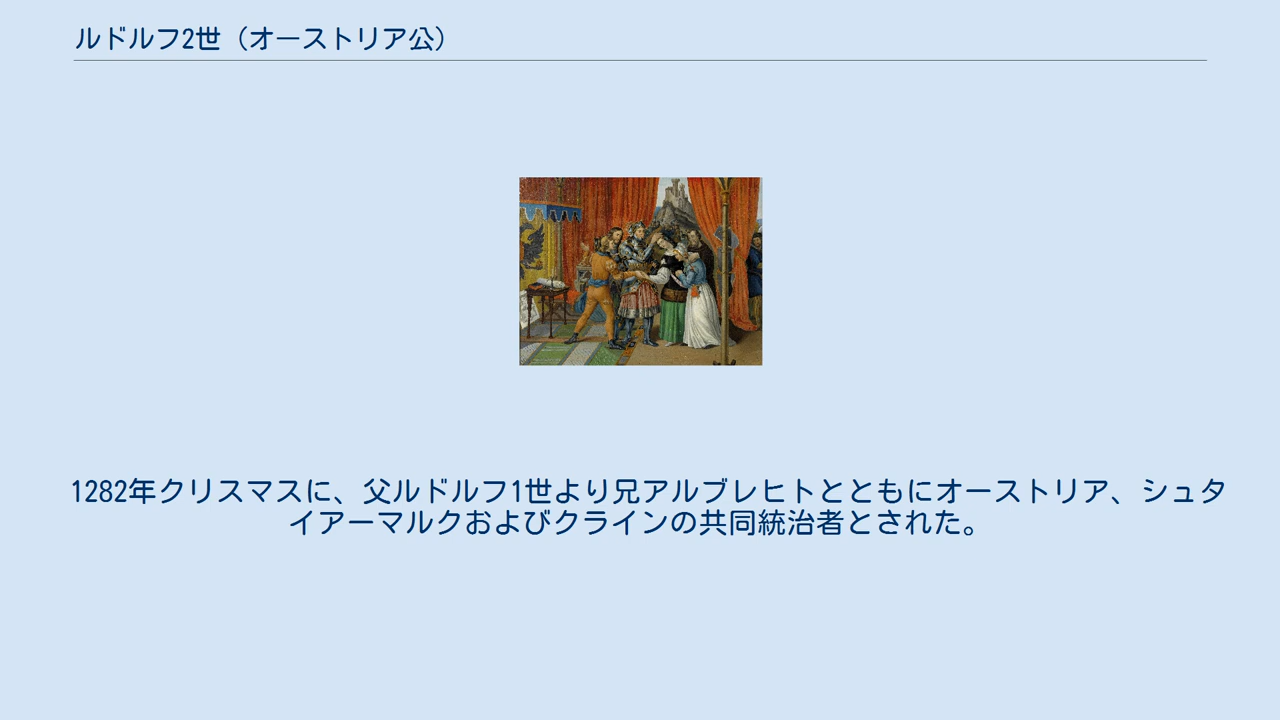 ルドルフ2世（オーストリア公）
1282年クリスマスに、父ルドルフ1世より兄アルブレヒトとともにオーストリア、シュタ
イアーマルクおよびクラインの共同統治者とされた。